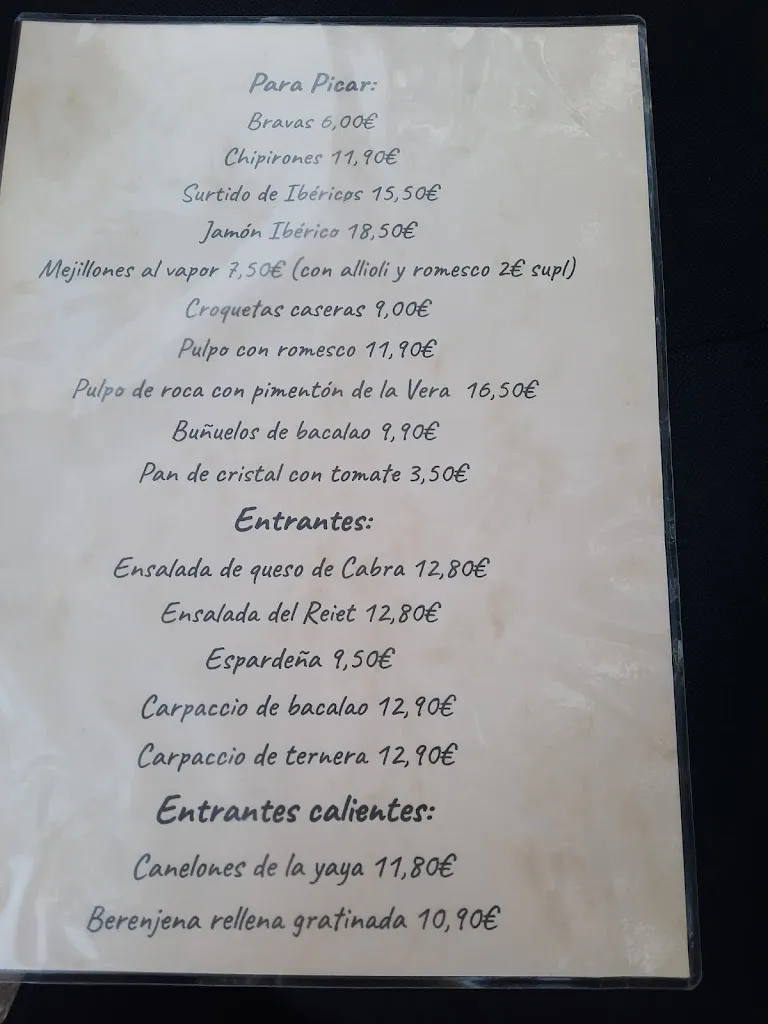 Para Picar:
Bravas 6,00€
Chipirones 11,90€
Surtido de Ibéricos 15,50€
Jamón Ibérico 18,50€
Mejillones al vapor 7,50€ (con allioli y romesco 2€ supl)
Croquetas caseras 9,00€
Pulpo con romesco 11,90€
Pulpo de roca con pimentón de la Vera 16,50€
Buñuelos de bacalao 9,90€
Pan de cristal con tomate 3,50€
Entrantes:
Ensalada de queso de Cabra 12,80€
Ensalada del Reiet 12,80€
Espardeña 9,50€
Carpaccio de bacalao 12,90€
Carpaccio de ternera 12,90€
Entrantes calientes:
Canelones de la yaya 11,80€
Berenjena rellena gratinada 10,90€